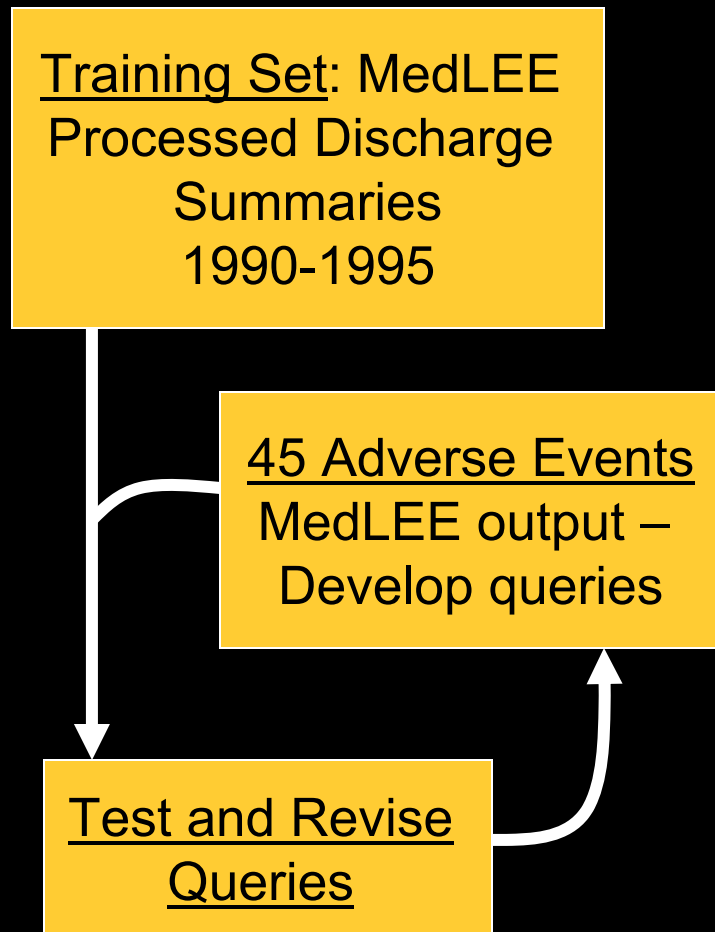 Training Set: MedLEE
Processed Discharge
Summaries
1990-1995
45 Adverse Events
MedLEE output –
Develop queries
Test and Revise
Queries